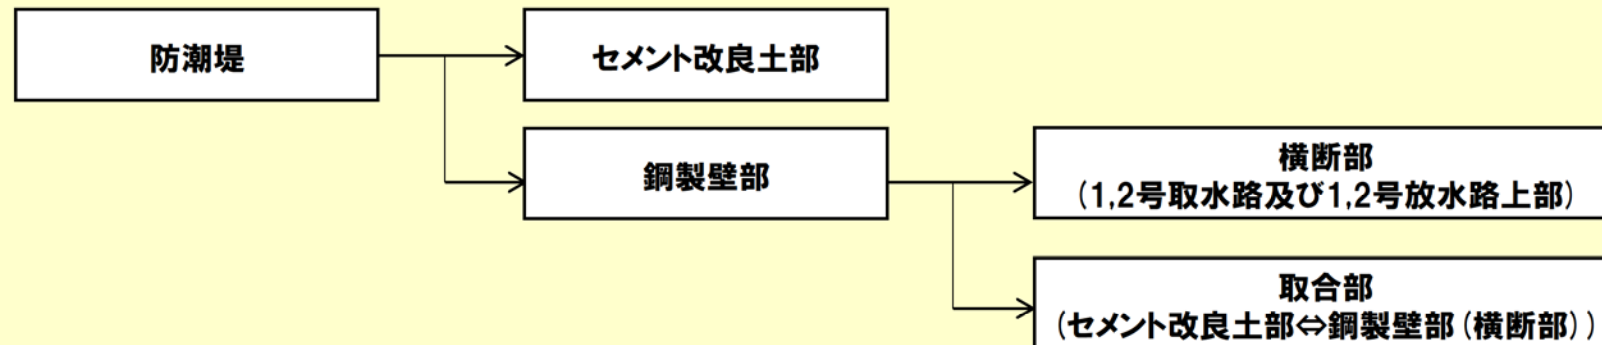 防潮堤
セメント改良土部
鋼製壁部
横断部
(1,2号取水路及び1,2号放水路上部)
取合部
(セメント改良土部⇔鋼製壁部(横断部))